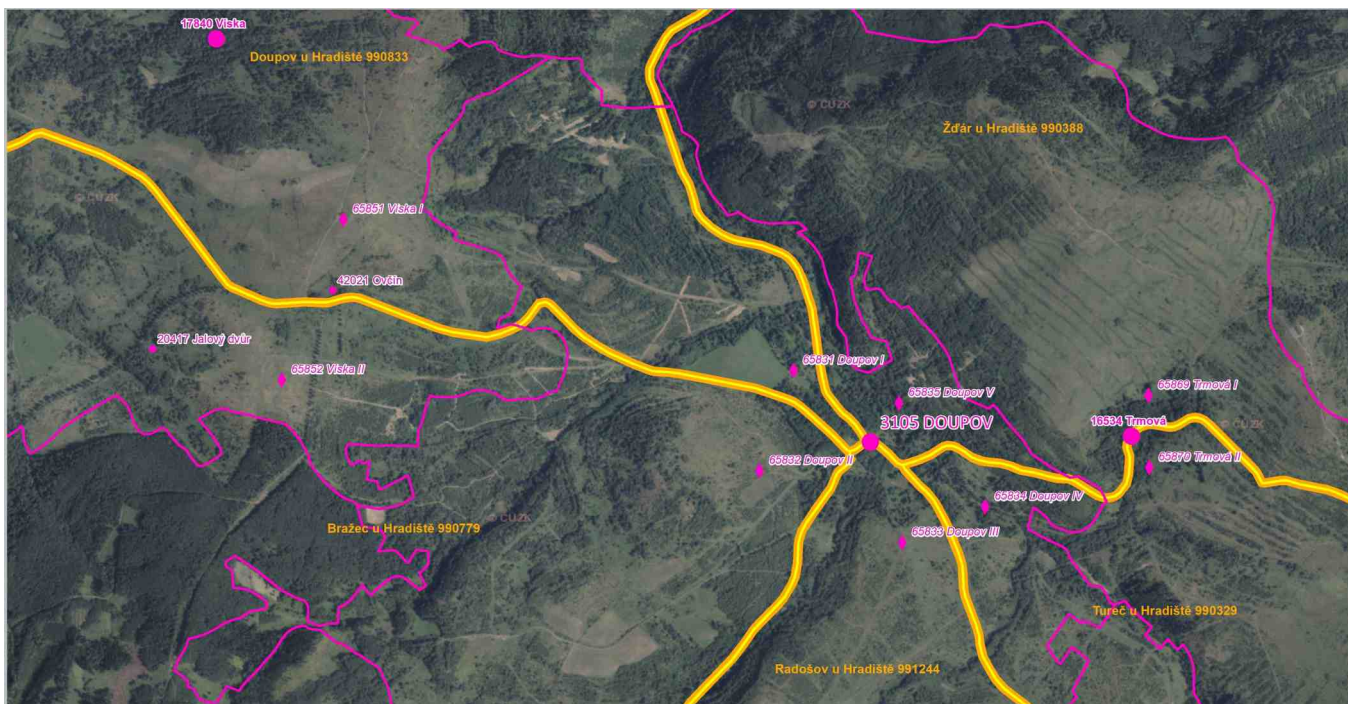 17840 Víska
Doupov u Hradiště 990833
© ČÚZK
Žďár u Hradiště 990388
© ČÚZK
65851 Víska I
42021 Ovčín
20417 Jalový dvůr
65852 Víska II
65831 Doupov I
65835 Doupov V
65869 Trmová I
3105 DOUPOV
16534 Trmová
© ČÚZK
65832 Doupov II
65870 Trmová II
65834 Doupov IV
© ČÚZK
Bražec u Hradiště 990779
65833 Doupov III
Tureč u Hradiště 990329
Radošov u Hradiště 991244